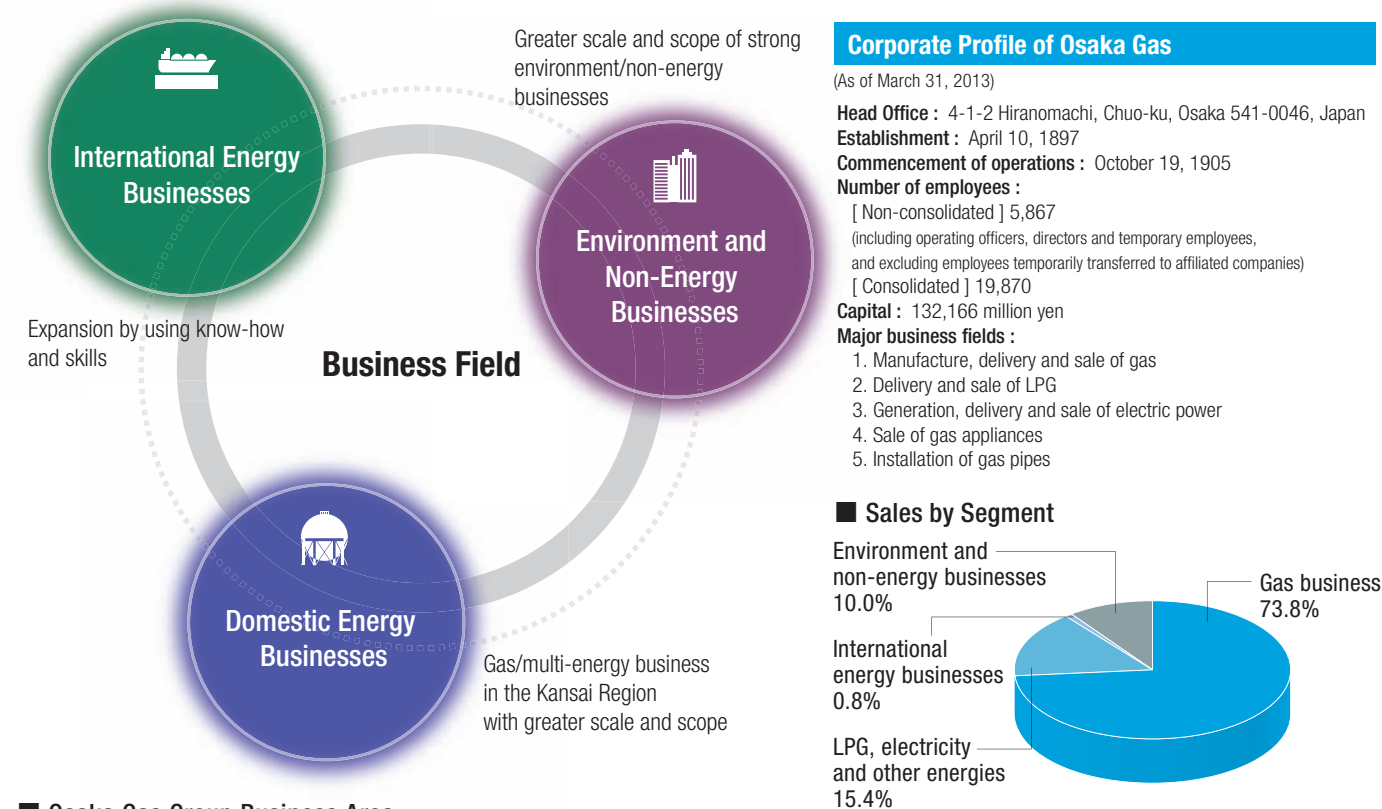 International Energy
Businesses
Greater scale and scope of strong
environment/non-energy
businesses
Environment and
Non-Energy
Businesses
Expansion by using know-how
and skills
Business Field
Domestic Energy
Businesses
Gas/multi-energy business
in the Kansai Region
with greater scale and scope
Corporate Profile of Osaka Gas
(As of March 31, 2013)
Head Office : 4-1-2 Hiranomachi, Chuo-ku, Osaka 541-0046, Japan
Establishment : April 10, 1897
Commencement of operations : October 19, 1905
Number of employees :
[ Non-consolidated ] 5,867
(including operating officers, directors and temporary employees,
and excluding employees temporarily transferred to affiliated companies)
[ Consolidated ] 19,870
Capital : 132,166 million yen
Major business fields :
1. Manufacture, delivery and sale of gas
2. Delivery and sale of LPG
3. Generation, delivery and sale of electric power
4. Sale of gas appliances
5. Installation of gas pipes
■ Sales by Segment
Environment and
non-energy businesses
10.0%
Gas business
73.8%
International
energy businesses
0.8%
LPG, electricity
and other energies
15.4%
■ Osaka Gas Group Business Area